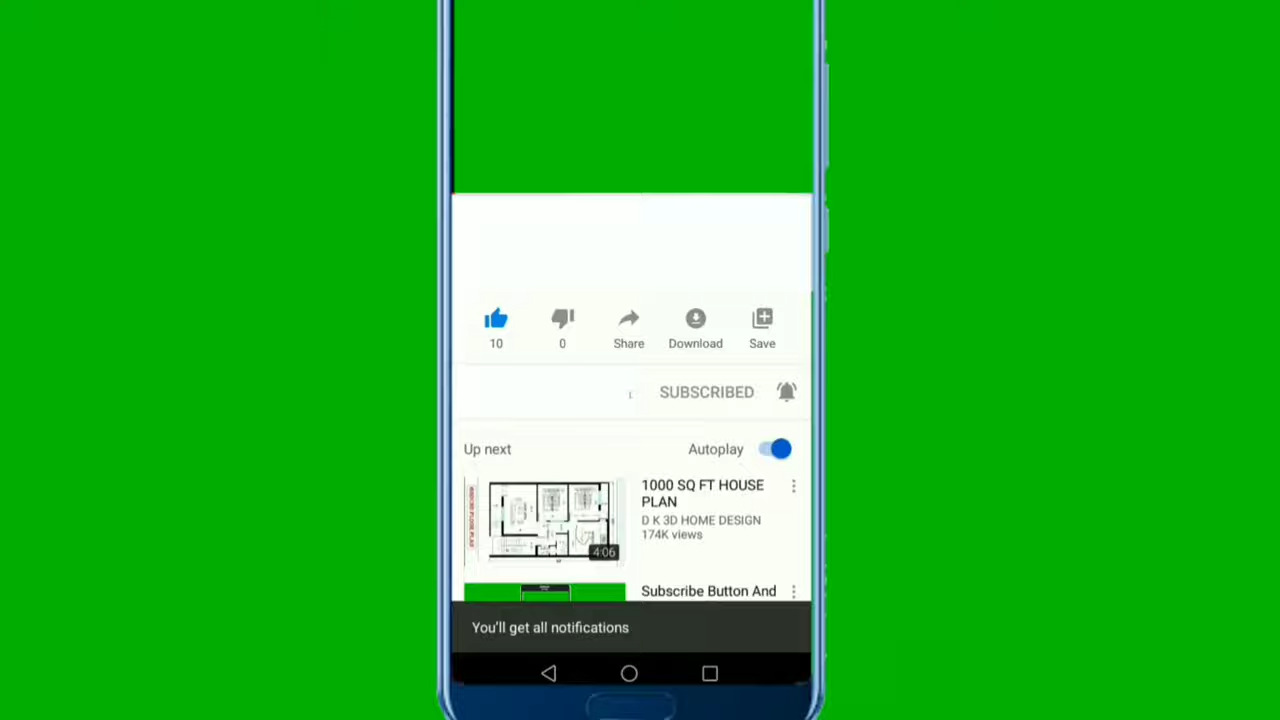 10
0
Share
Download
Save
SUBSCRIBED
Up next
Autoplay
1000 SQ FT HOUSE
PLAN
D K 3D HOME DESIGN
174K views
4:06
Subscribe Button And
You'll get all notifications